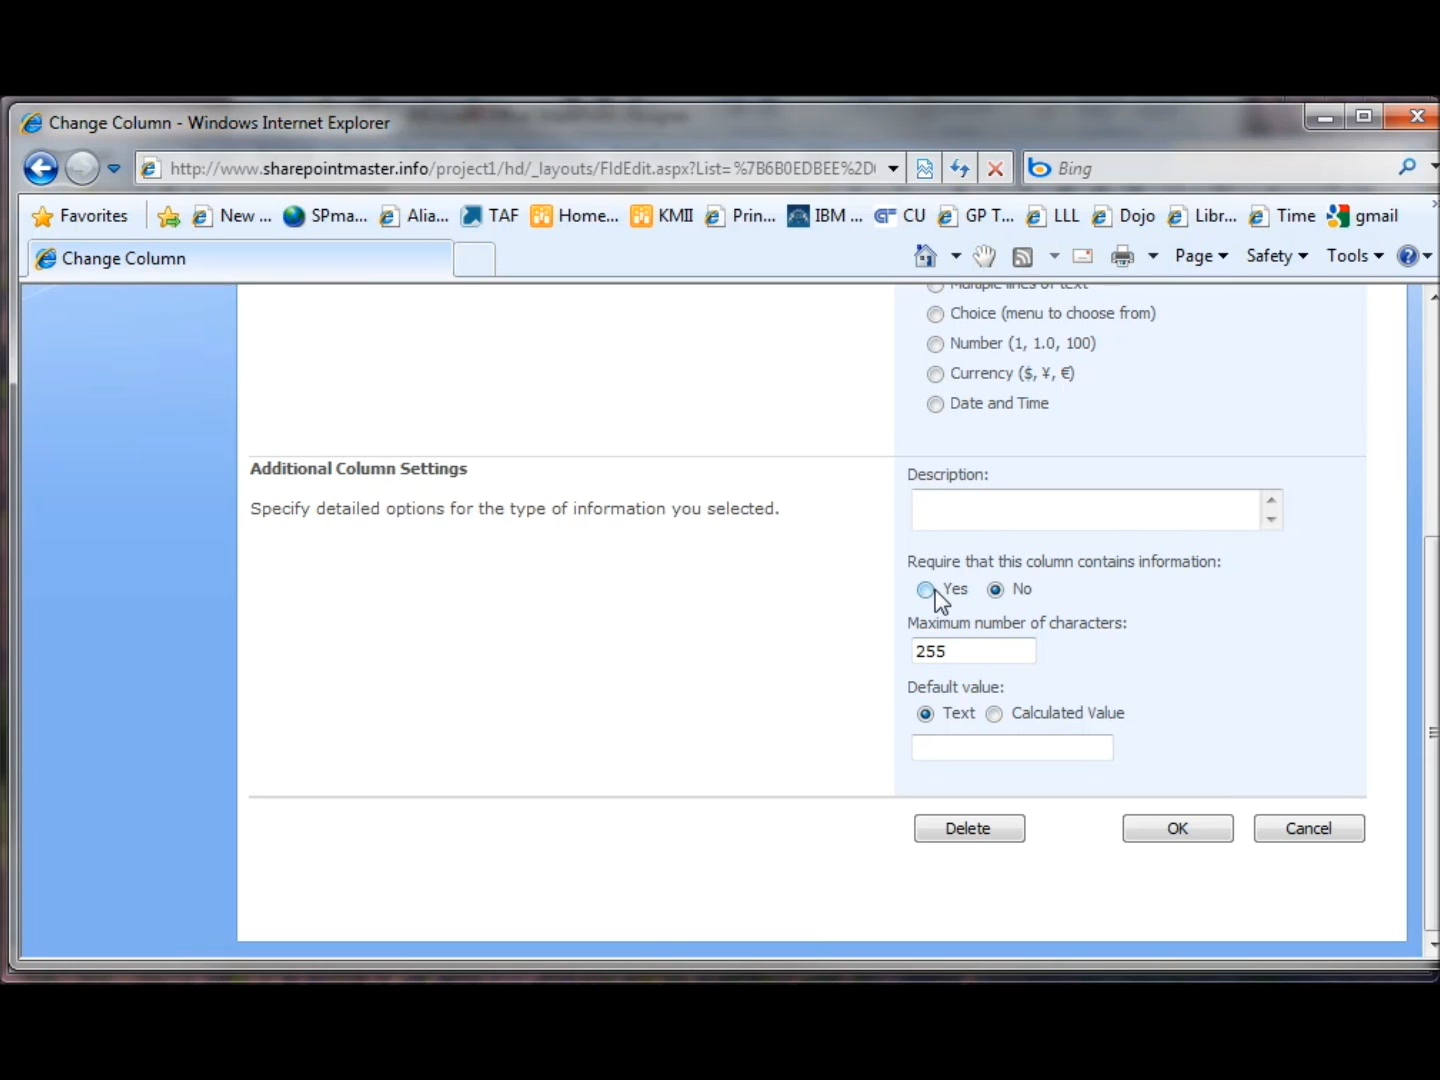 Change Column - Windows Internet Explorer
http://www.sharepointmaster.info/project1/hd/_layouts/FldEdit.aspx?List=%7B6B0EDBEE%2D
Bing
Favorites New ... SPma... Alia... TAF Home... KMII Prin... IBM ... CU GP T... LLL Dojo Libr... Time gmail
Change Column
Page Safety Tools
Multiple lines of text
Choice (menu to choose from)
Number (1, 1.0, 100)
Currency ($, ¥, €)
Date and Time
Additional Column Settings
Specify detailed options for the type of information you selected.
Description:
Require that this column contains information:
Yes No
Maximum number of characters:
255
Default value:
Text Calculated Value
Delete OK Cancel